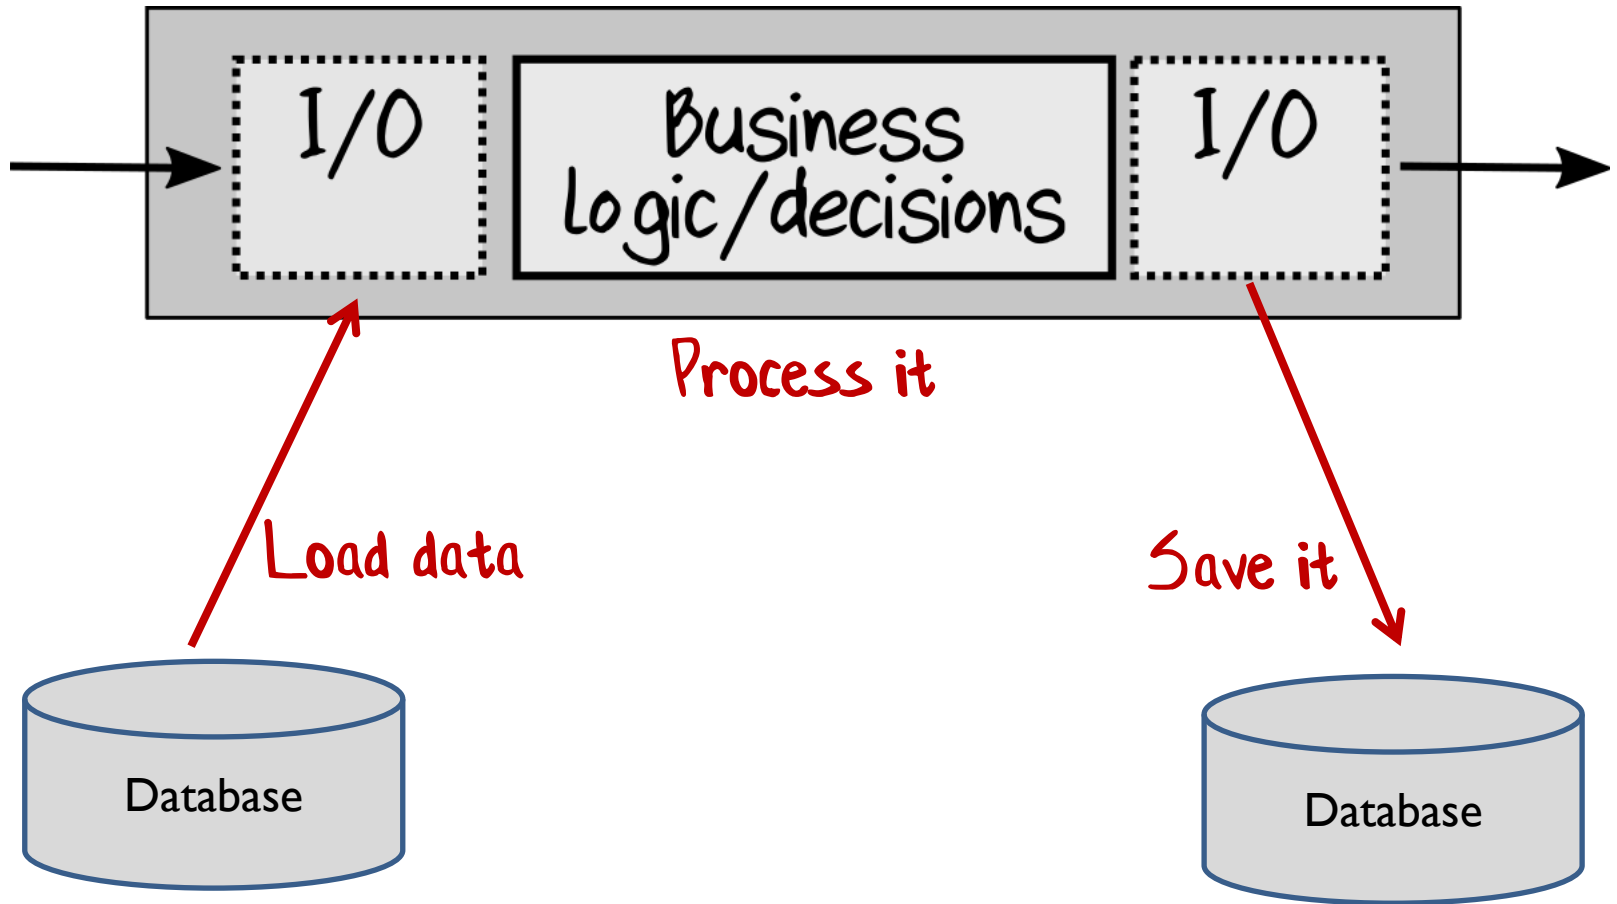 I/O
Business
Logic/decisions
I/O
Process it
Load data
Save it
Database
Database